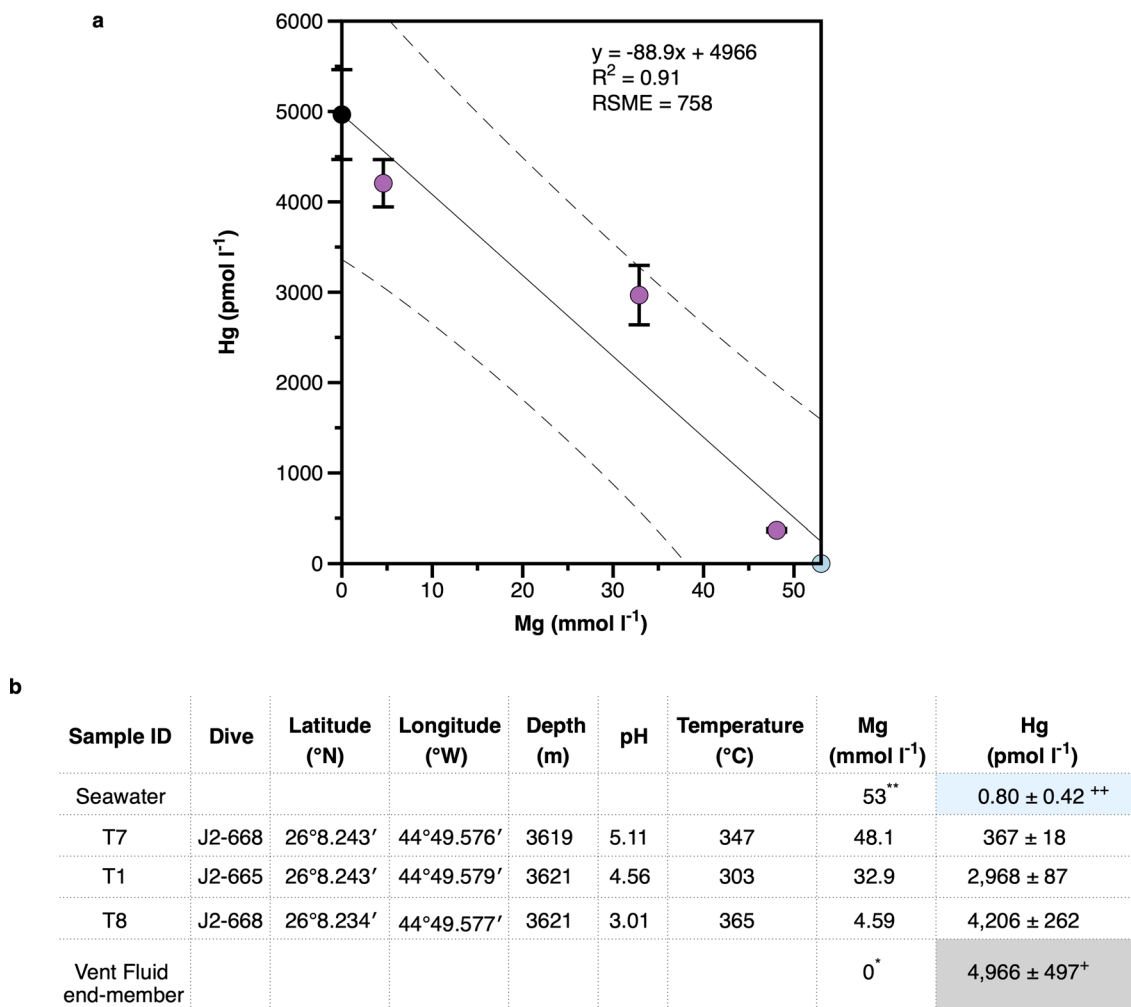 a
6000
5000
4000
3000
2000
1000
0
Hg (pmol l⁻¹)
y = -88.9x + 4966
R² = 0.91
RSME = 758
0 10 20 30 40 50
Mg (mmol l⁻¹)
b
Sample ID Dive Latitude (°N) Longitude (°W) Depth (m) pH Temperature (°C) Mg (mmol l⁻¹) Hg (pmol l⁻¹)
Seawater 53** 0.80 ± 0.42 ++
T7 J2-668 26°8.243′ 44°49.576′ 3619 5.11 347 48.1 367 ± 18
T1 J2-665 26°8.243′ 44°49.579′ 3621 4.56 303 32.9 2,968 ± 87
T8 J2-668 26°8.234′ 44°49.577′ 3621 3.01 365 4.59 4,206 ± 262
Vent Fluid end-member 0* 4,966 ± 497⁺